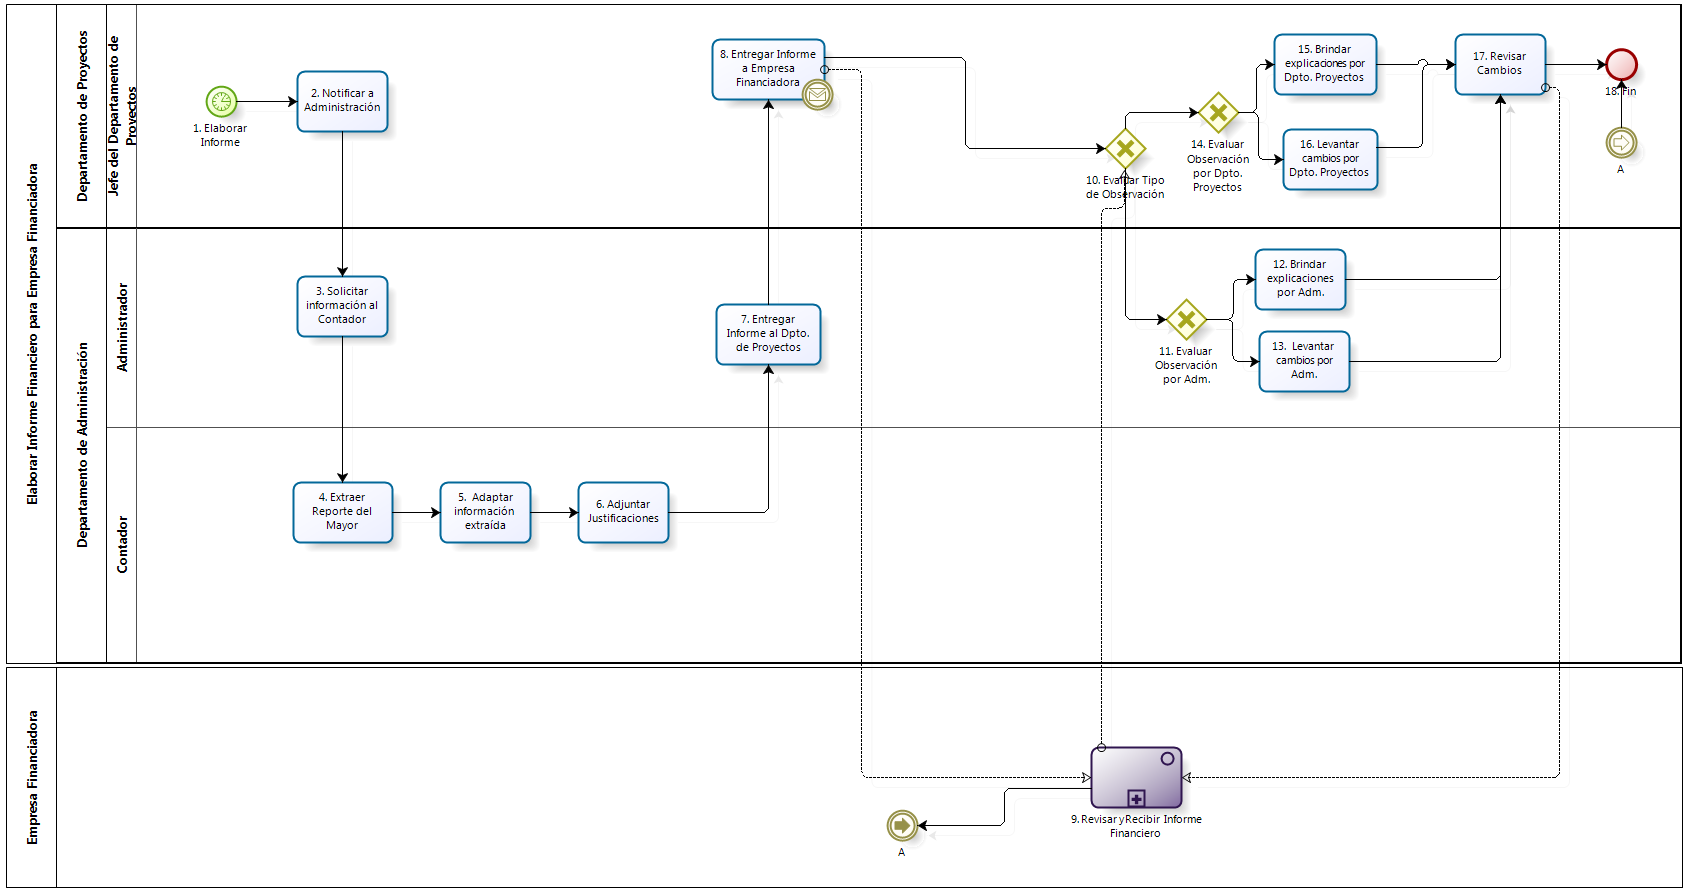 Elaborar Informe Financiero para Empresa Financiadora
Departamento de Proyectos
Jefe del Departamento de
Proyectos
1. Elaborar
Informe
2. Notificar a
Administración
8. Entregar Informe
a Empresa
Financiadora
10. Evaluar Tipo
de Observación
14. Evaluar
Observación
por Dpto.
Proyectos
15. Brindar
explicaciones por
Dpto. Proyectos
16. Levantar
cambios por
Dpto. Proyectos
17. Revisar
Cambios
18. Fin
A
Departamento de Administración
Administrador
3. Solicitar
información al
Contador
7. Entregar
Informe al Dpto.
de Proyectos
11. Evaluar
Observación
por Adm.
12. Brindar
explicaciones
por Adm.
13.  Levantar
cambios por
Adm.
Contador
4. Extraer
Reporte del
Mayor
5.  Adaptar
información
extraída
6. Adjuntar
Justificaciones
Empresa Financiadora
9. Revisar y Recibir Informe
Financiero
A